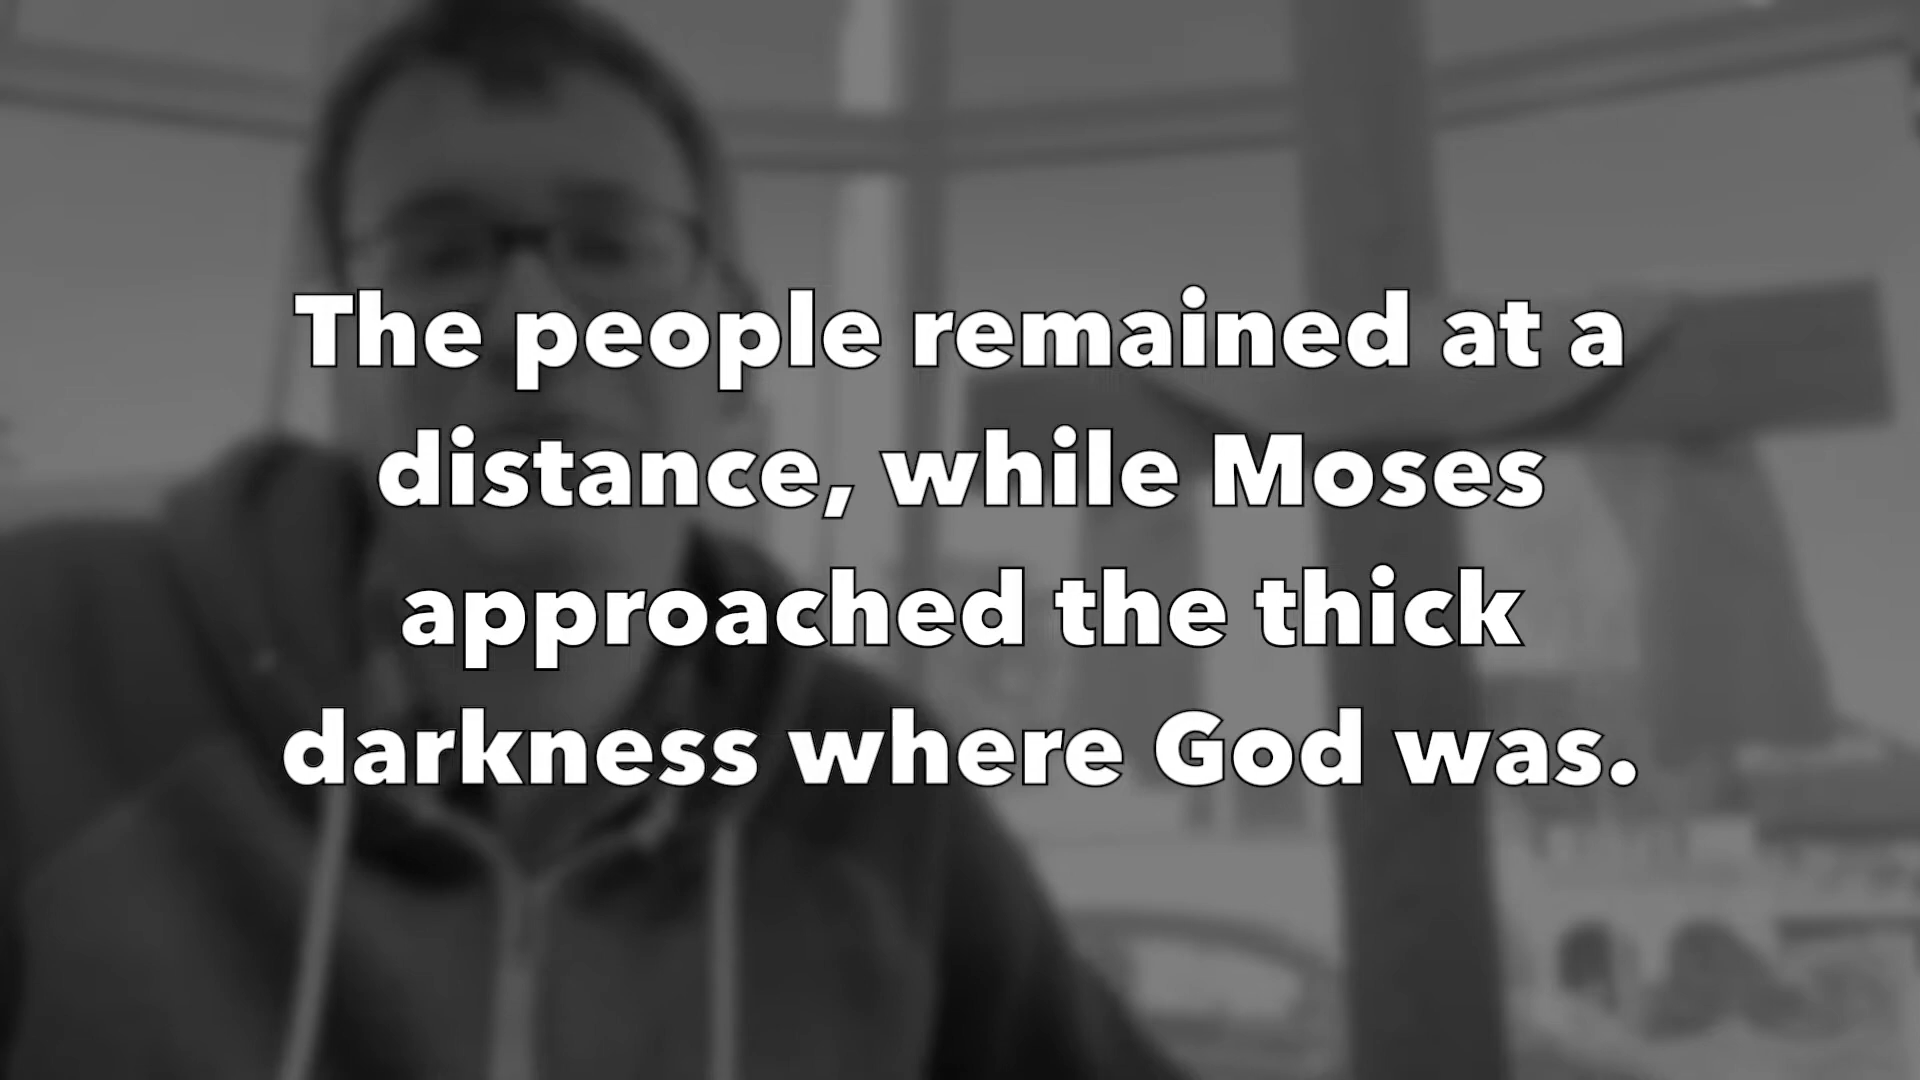 The people remained at a
distance, while Moses
approached the thick
darkness where God was.